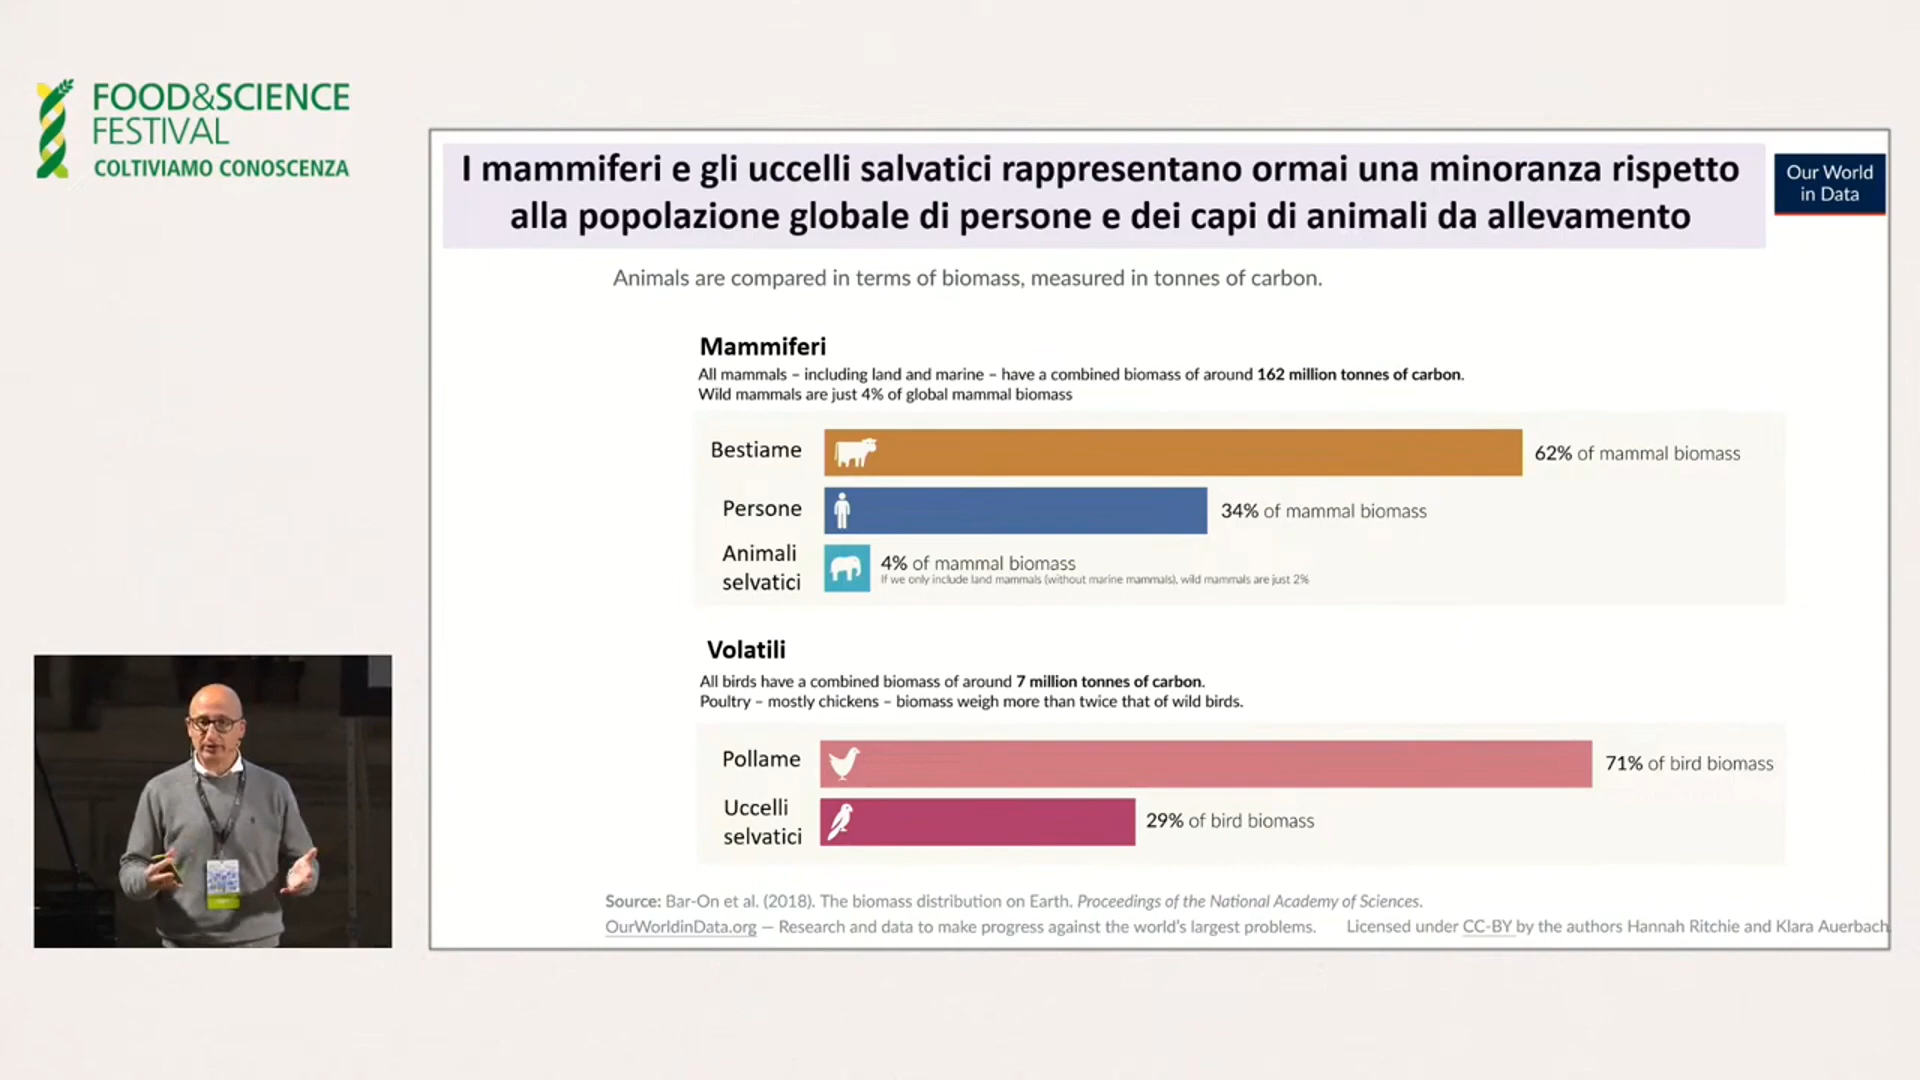 FOOD&SCIENCE
FESTIVAL
COLTIVIAMO CONOSCENZA
I mammiferi e gli uccelli salvatici rappresentano ormai una minoranza rispetto
alla popolazione globale di persone e dei capi di animali da allevamento
Our World
in Data
Animals are compared in terms of biomass, measured in tonnes of carbon.
Mammiferi
All mammals – including land and marine – have a combined biomass of around 162 million tonnes of carbon.
Wild mammals are just 4% of global mammal biomass
Bestiame
62% of mammal biomass
Persone
34% of mammal biomass
Animali
selvatici
4% of mammal biomass
If we only include land mammals (without marine mammals), wild mammals are just 2%
Volatili
All birds have a combined biomass of around 7 million tonnes of carbon.
Poultry – mostly chickens – biomass weigh more than twice that of wild birds.
Pollame
71% of bird biomass
Uccelli
selvatici
29% of bird biomass
Source: Bar-On et al. (2018). The biomass distribution on Earth. Proceedings of the National Academy of Sciences.
OurWorldinData.org — Research and data to make progress against the world's largest problems.
Licensed under CC-BY by the authors Hannah Ritchie and Klara Auerbach